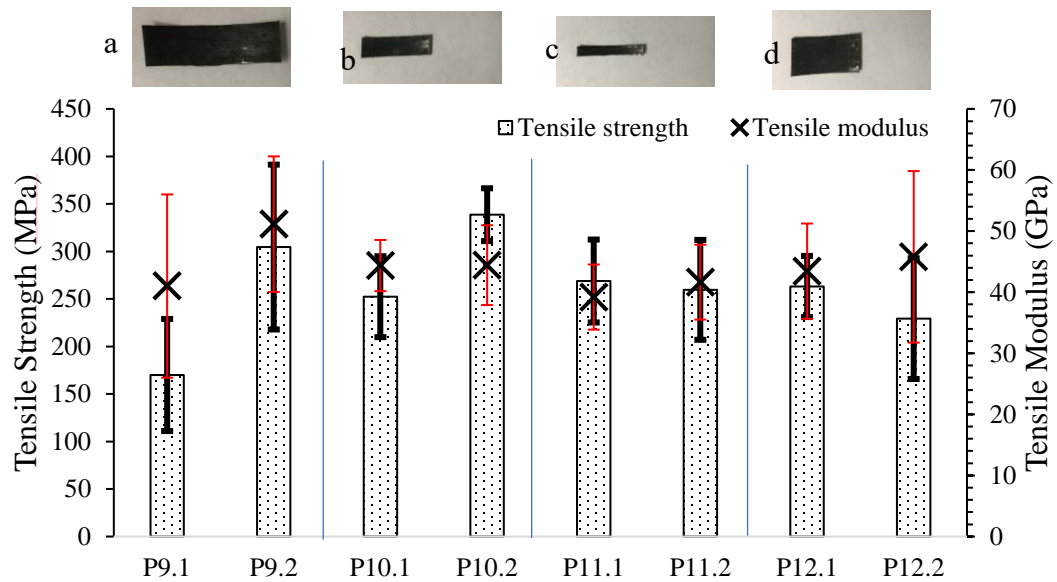 a
b
c
d
Tensile strength
Tensile modulus
Tensile Strength (MPa)
450
400
350
300
250
200
150
100
50
0
70
60
50
40
30
20
10
0
Tensile Modulus (GPa)
P9.1 P9.2 P10.1 P10.2 P11.1 P11.2 P12.1 P12.2